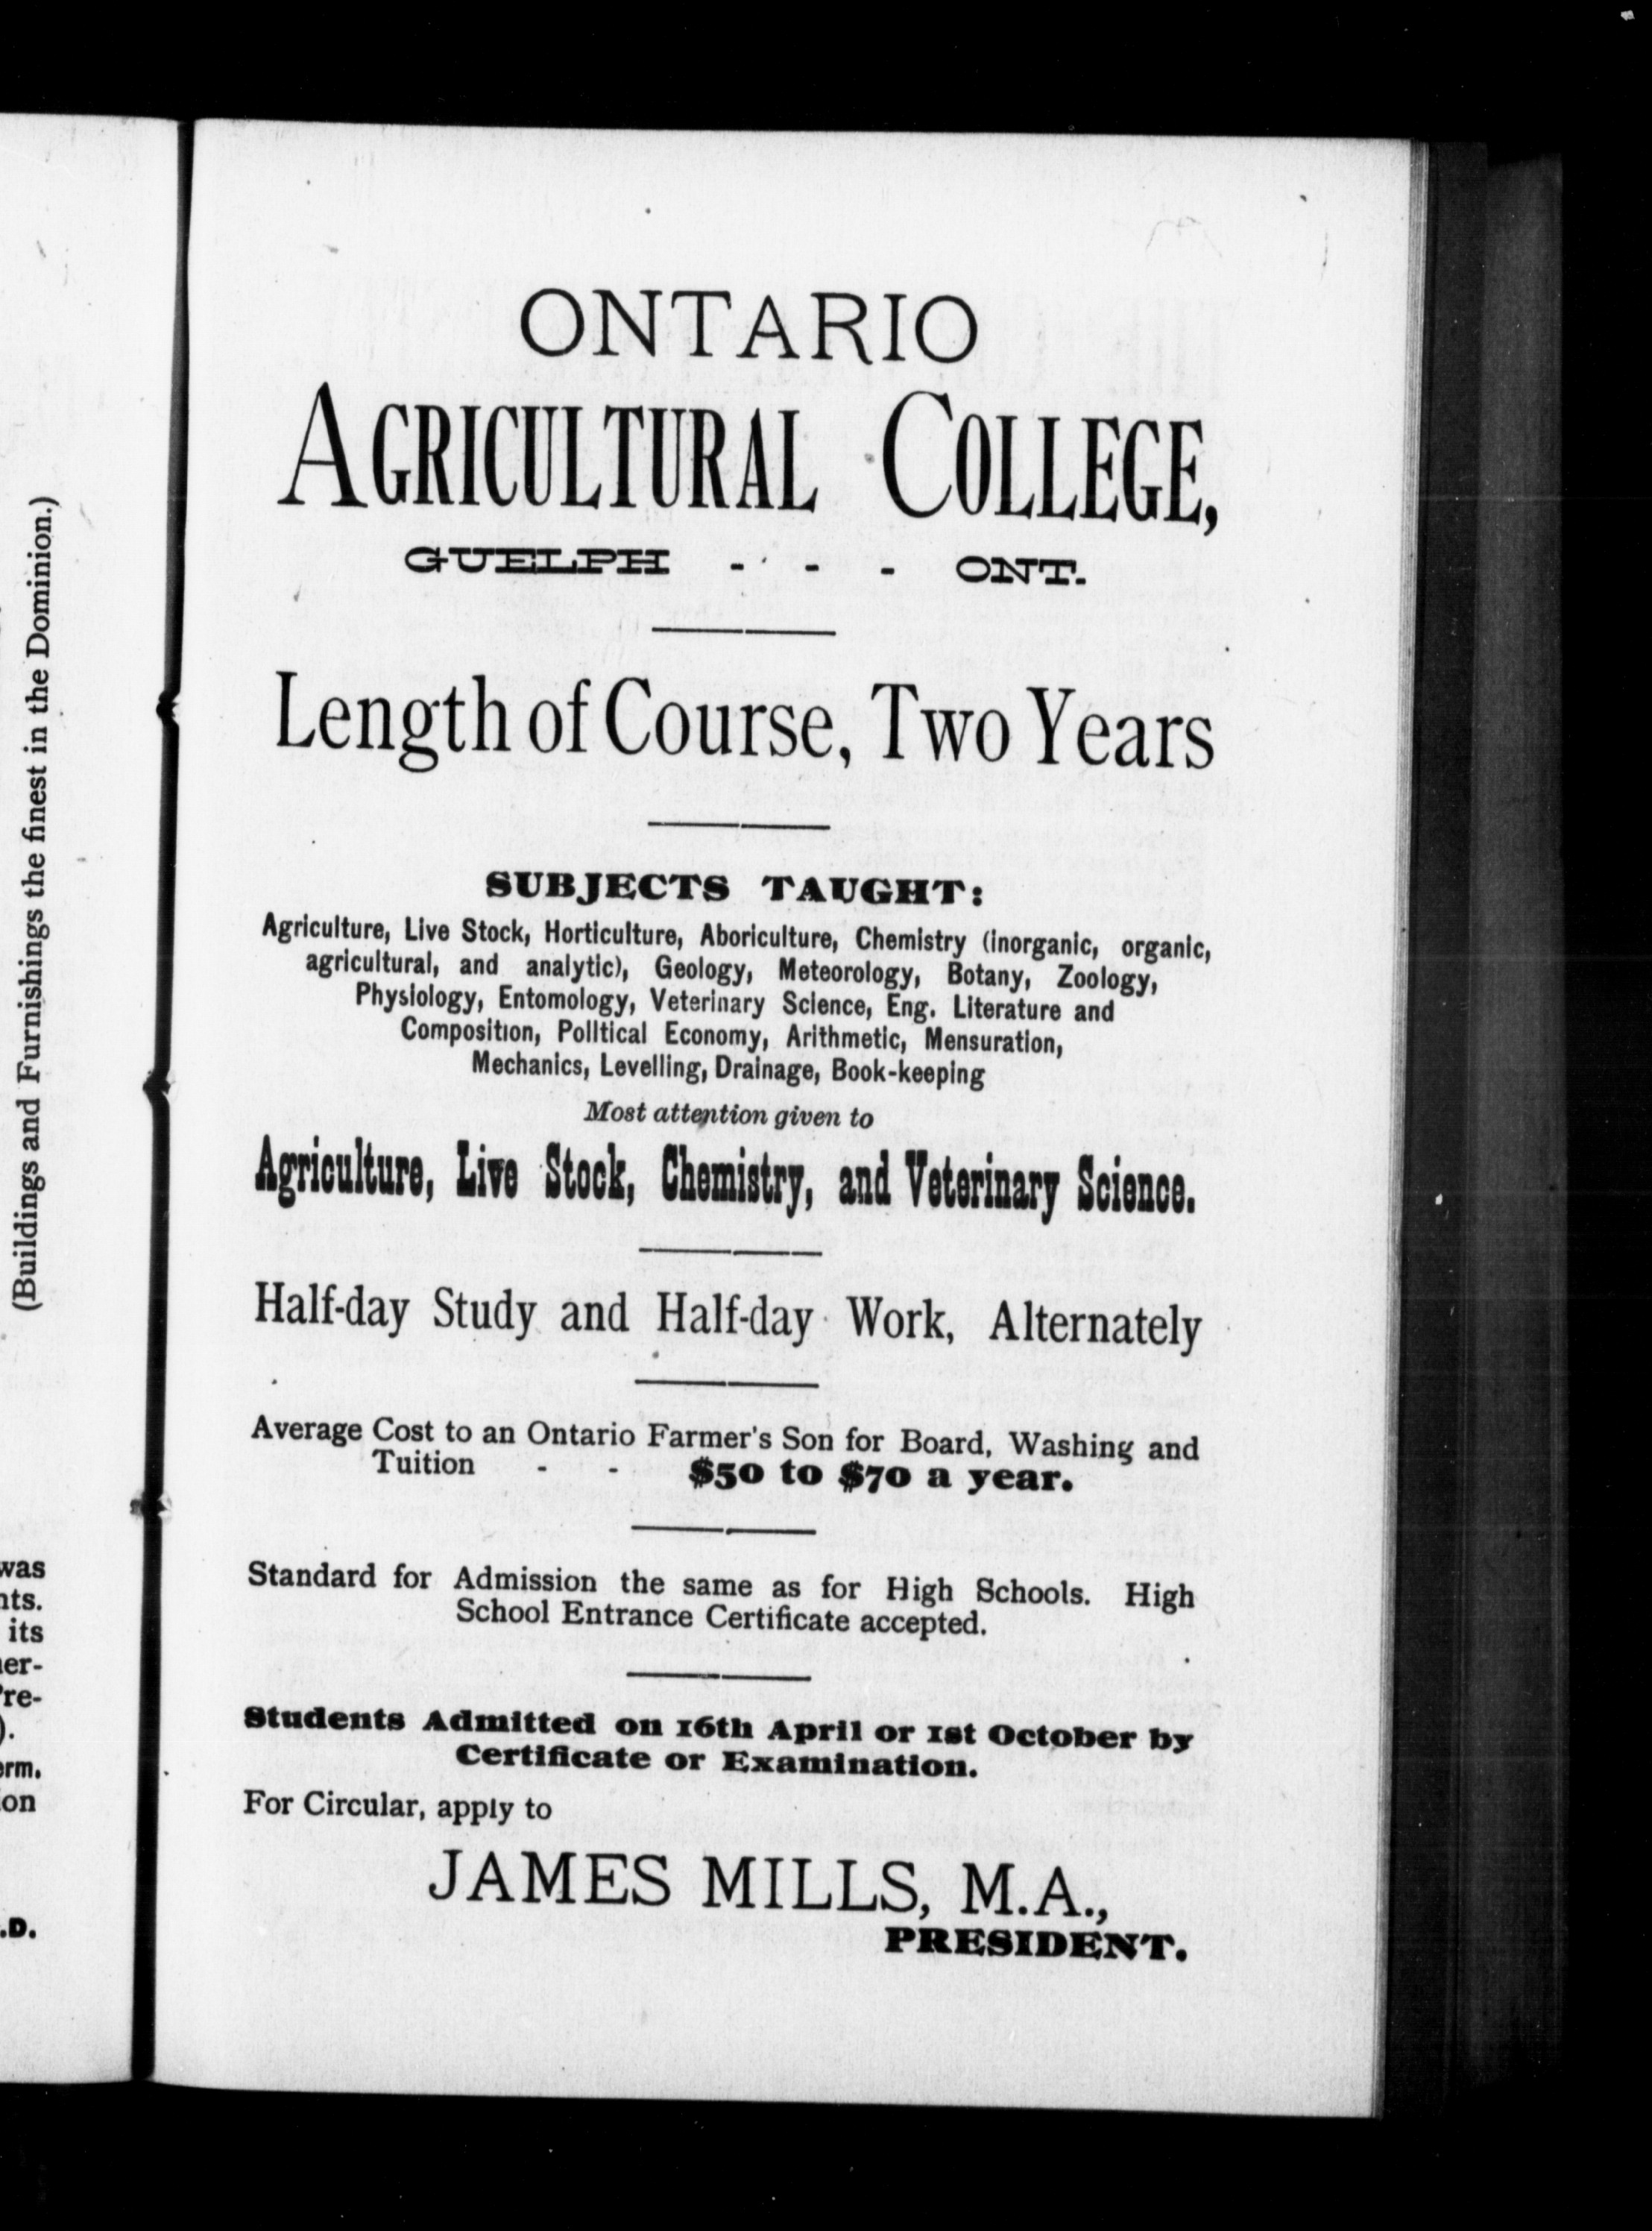 (Buildings and Furnishings the finest in the Dominion.)
was
nts.
its
ner-
Pre-
).
erm.
ion
.D.
ONTARIO
AGRICULTURAL COLLEGE,
GUELPH - - - ONT.
Length of Course, Two Years
SUBJECTS TAUGHT:
Agriculture, Live Stock, Horticulture, Aboriculture, Chemistry (inorganic, organic,
agricultural, and analytic), Geology, Meteorology, Botany, Zoology,
Physiology, Entomology, Veterinary Science, Eng. Literature and
Composition, Political Economy, Arithmetic, Mensuration,
Mechanics, Levelling, Drainage, Book-keeping
Most attention given to
Agriculture, Live Stock, Chemistry, and Veterinary Science.
Half-day Study and Half-day Work, Alternately
Average Cost to an Ontario Farmer's Son for Board, Washing and
Tuition - - $50 to $70 a year.
Standard for Admission the same as for High Schools. High
School Entrance Certificate accepted.
Students Admitted on 16th April or 1st October by
Certificate or Examination.
For Circular, apply to
JAMES MILLS, M.A.,
PRESIDENT.